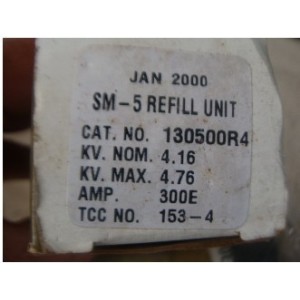 JAN 2000
SM-5 REFILL UNIT
CAT. NO. 130500R4
KV. NOM. 4.16
KV. MAX. 4.76
AMP. 300E
TCC NO. 153-4